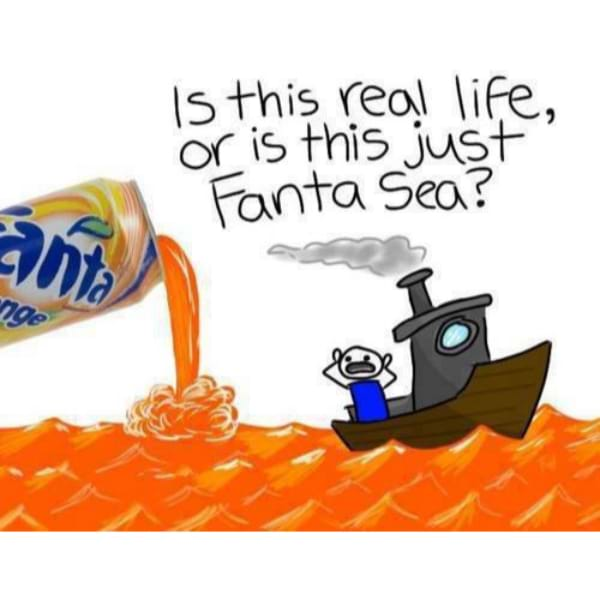 Is this real life,
or is this just
Fanta Sea?
anta
nge